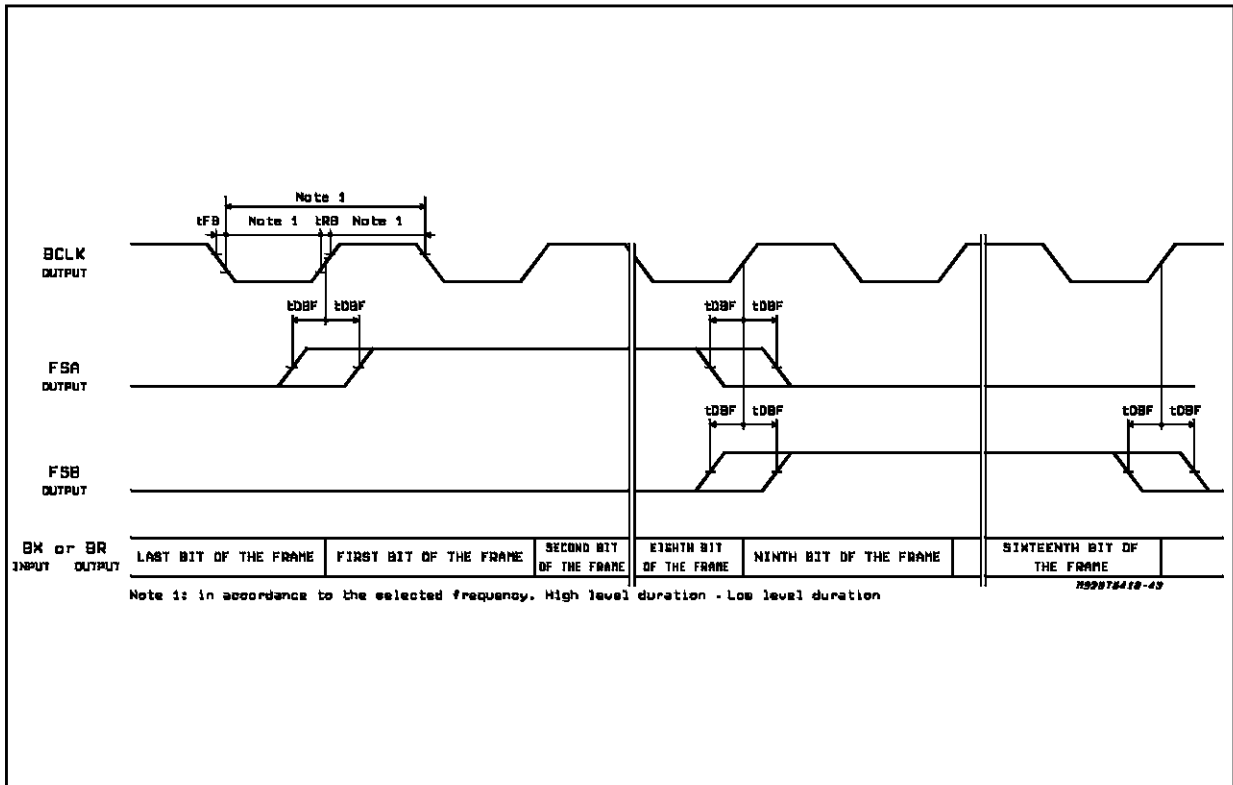 Note 1
tFB Note 1 tRB Note 1
BCLK
OUTPUT
tDBF tDBF tDBF tDBF
FSA
OUTPUT
tDBF tDBF tDBF tDBF
FSB
OUTPUT
BX or BR
INPUT OUTPUT
LAST BIT OF THE FRAME
FIRST BIT OF THE FRAME
SECOND BIT
OF THE FRAME
EIGHTH BIT
OF THE FRAME
NINTH BIT OF THE FRAME
SIXTEENTH BIT OF
THE FRAME
Note 1: in accordance to the selected frequency. High level duration - Low level duration